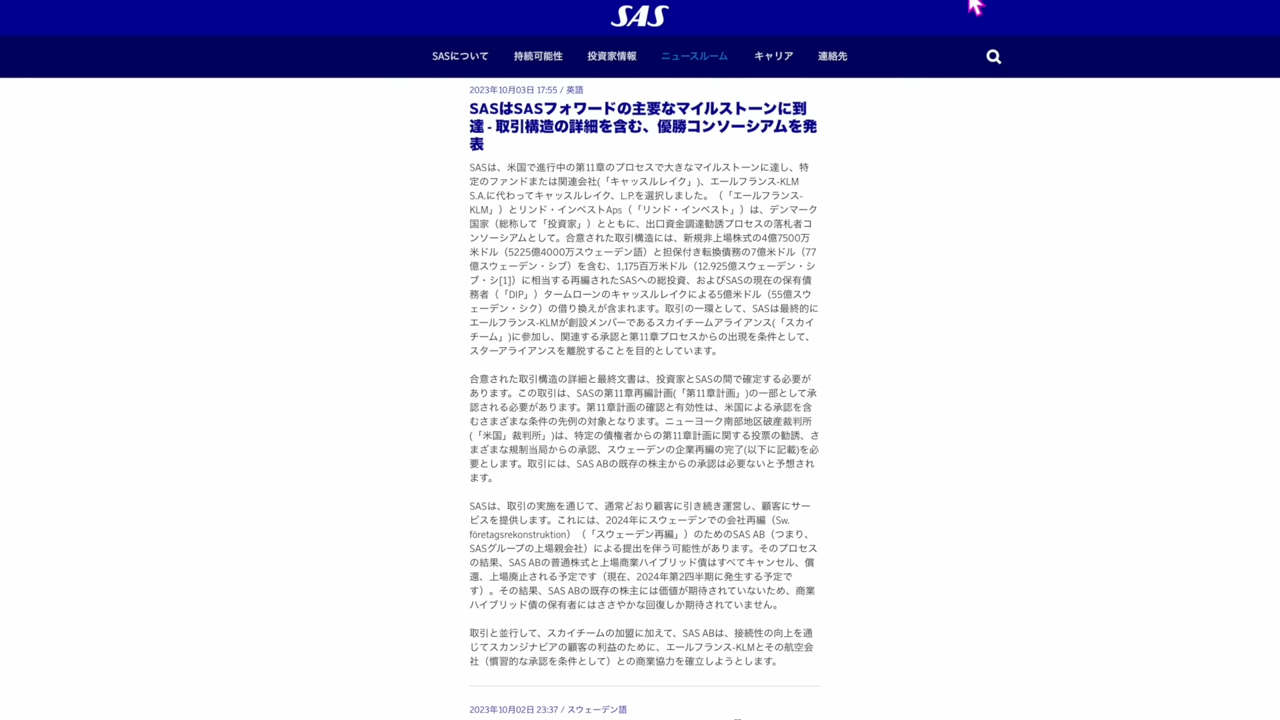 SAS
SASについて 持続可能性 投資家情報 ニュースルーム キャリア 連絡先
2023年10月03日 17:55 / 英語
SASはSASフォワードの主要なマイルストーンに到
達 - 取引構造の詳細を含む、優勝コンソーシアムを発
表
SASは、米国で進行中の第11章のプロセスで大きなマイルストーンに達し、特
定のファンドまたは関連会社(「キャッスルレイク」)、エールフランス-KLM
S.A.に代わってキャッスルレイク、L.P.を選択しました。（「エールフランス-
KLM」）とリンド・インベストAps（「リンド・インベスト」）は、デンマーク
国家（総称して「投資家」）とともに、出口資金調達勧誘プロセスの落札者コ
ンソーシアムとして。合意された取引構造には、新規非上場株式の4億7500万
米ドル（5225億4000万スウェーデン語）と担保付き転換債務の7億米ドル（77
億スウェーデン・シブ）を含む、1,175百万米ドル（12.925億スウェーデン・シ
ブ・シ[1]）に相当する再編されたSASへの総投資、およびSASの現在の保有債
務者（「DIP」）タームローンのキャッスルレイクによる5億米ドル（55億スウ
ェーデン・シク）の借り換えが含まれます。取引の一環として、SASは最終的に
エールフランス-KLMが創設メンバーであるスカイチームアライアンス(「スカイ
チーム」)に参加し、関連する承認と第11章プロセスからの出現を条件として、
スターアライアンスを離脱することを目的としています。
合意された取引構造の詳細と最終文書は、投資家とSASの間で確定する必要が
あります。この取引は、SASの第11章再編計画(「第11章計画」)の一部として承
認される必要があります。第11章計画の確認と有効性は、米国による承認を含
むさまざまな条件の先例の対象となります。ニューヨーク南部地区破産裁判所
(「米国」裁判所」)は、特定の債権者からの第11章計画に関する投票の勧誘、さ
まざまな規制当局からの承認、スウェーデンの企業再編の完了(以下に記載)を必
要とします。取引には、SAS ABの既存の株主からの承認は必要ないと予想され
ます。
SASは、取引の実施を通じて、通常どおり顧客に引き続き運営し、顧客にサー
ビスを提供します。これには、2024年にスウェーデンでの会社再編（Sw.
företagsrekonstruktion）（「スウェーデン再編」）のためのSAS AB（つまり、
SASグループの上場親会社）による提出を伴う可能性があります。そのプロセス
の結果、SAS ABの普通株式と上場商業ハイブリッド債はすべてキャンセル、償
還、上場廃止される予定です（現在、2024年第2四半期に発生する予定で
す）。その結果、SAS ABの既存の株主には価値が期待されていないため、商業
ハイブリッド債の保有者にはささやかな回復しか期待されていません。
取引と並行して、スカイチームの加盟に加えて、SAS ABは、接続性の向上を通
じてスカンジナビアの顧客の利益のために、エールフランス-KLMとその航空会
社（慣習的な承認を条件として）との商業協力を確立しようとします。
2023年10月02日 23:37 / スウェーデン語